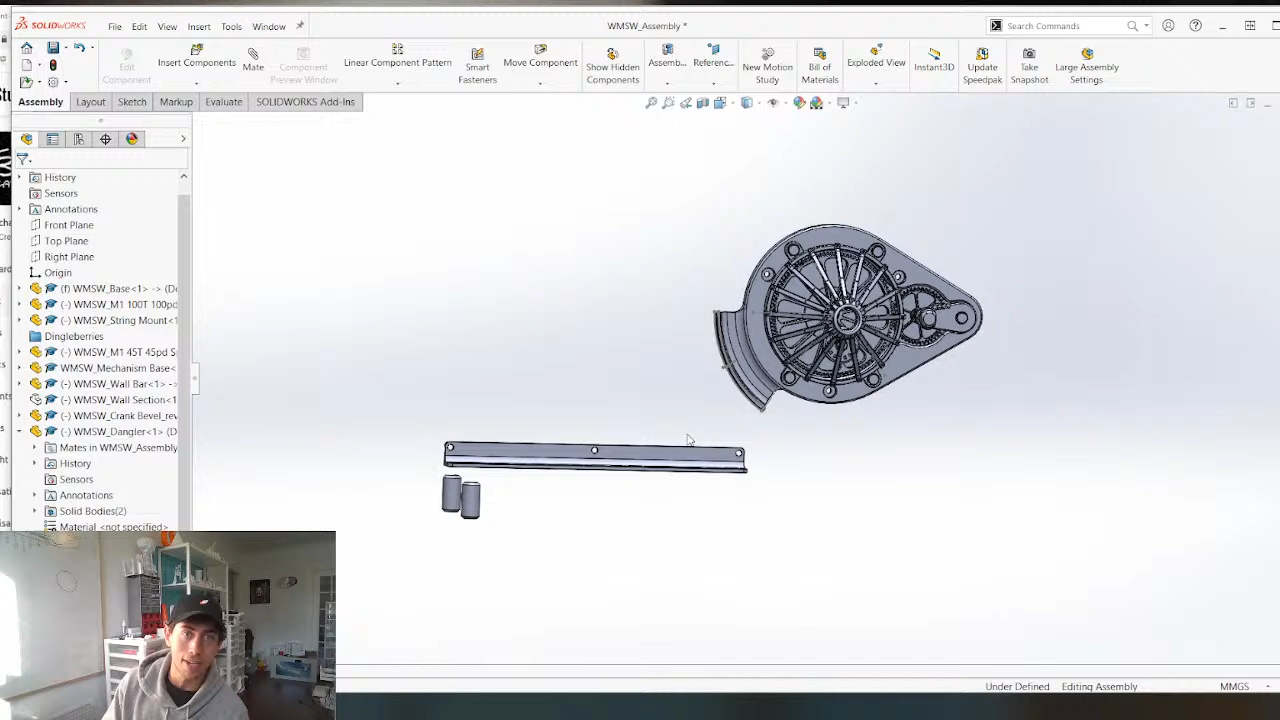 SOLIDWORKS File Edit View Insert Tools Window WMSW_Assembly * Search Commands
Edit Component Insert Components Mate Component Preview Window Linear Component Pattern Smart Fasteners Move Component Show Hidden Components Assemb... Referenc... New Motion Study Bill of Materials Exploded View Instant3D Update Speedpak Take Snapshot Large Assembly Settings
Assembly Layout Sketch Markup Evaluate SOLIDWORKS Add-Ins
History
Sensors
Annotations
Front Plane
Top Plane
Right Plane
Origin
(f) WMSW_Base<1> -> (De
(-) WMSW_M1 100T 100pd
(-) WMSW_String Mount<1
Dingleberries
(-) WMSW_M1 45T 45pd S
WMSW_Mechanism Base<
(-) WMSW_Wall Bar<1> ->
(-) WMSW_Wall Section<1
(-) WMSW_Crank Bevel_rev
(-) WMSW_Dangler<1> (D
Mates in WMSW_Assembly
History
Sensors
Annotations
Solid Bodies(2)
Material <not specified>
Under Defined Editing Assembly MMGS